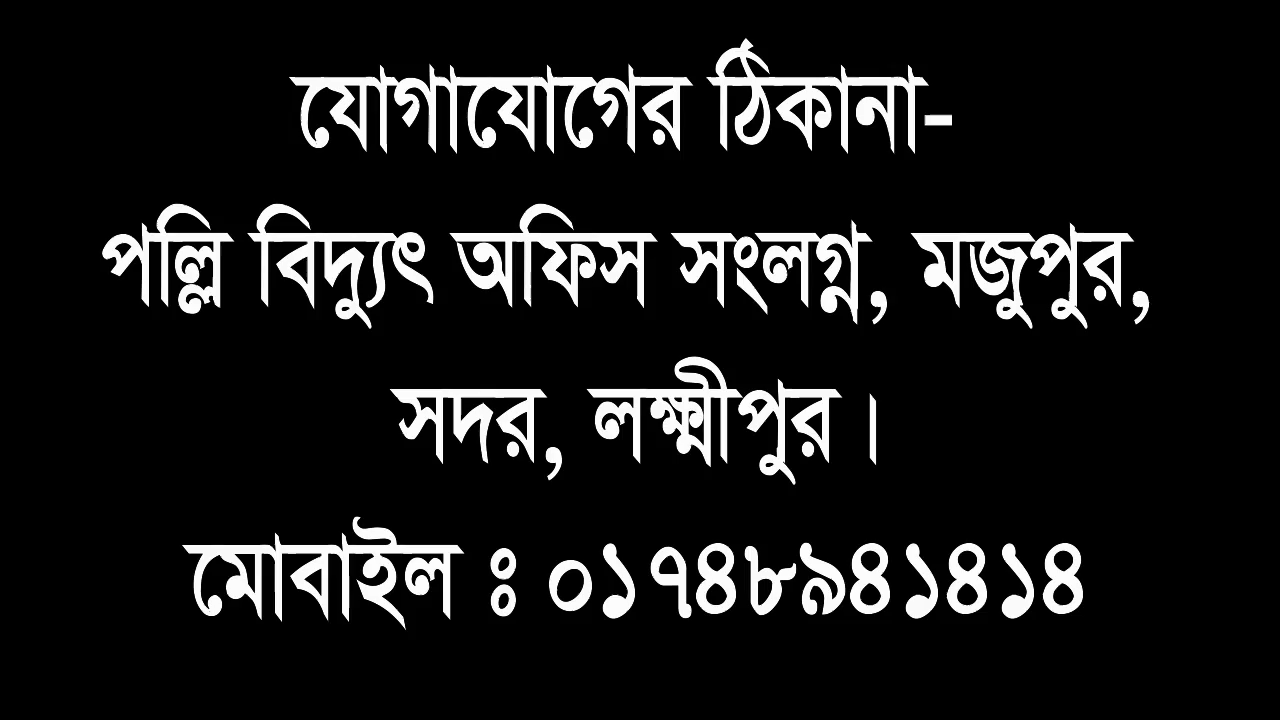 যোগাযোগের ঠিকানা-
পল্লি বিদ্যুৎ অফিস সংলগ্ন, মজুপুর,
সদর, লক্ষ্মীপুর।
মোবাইল ঃ ০১৭৪৮৯৪১৪১৪